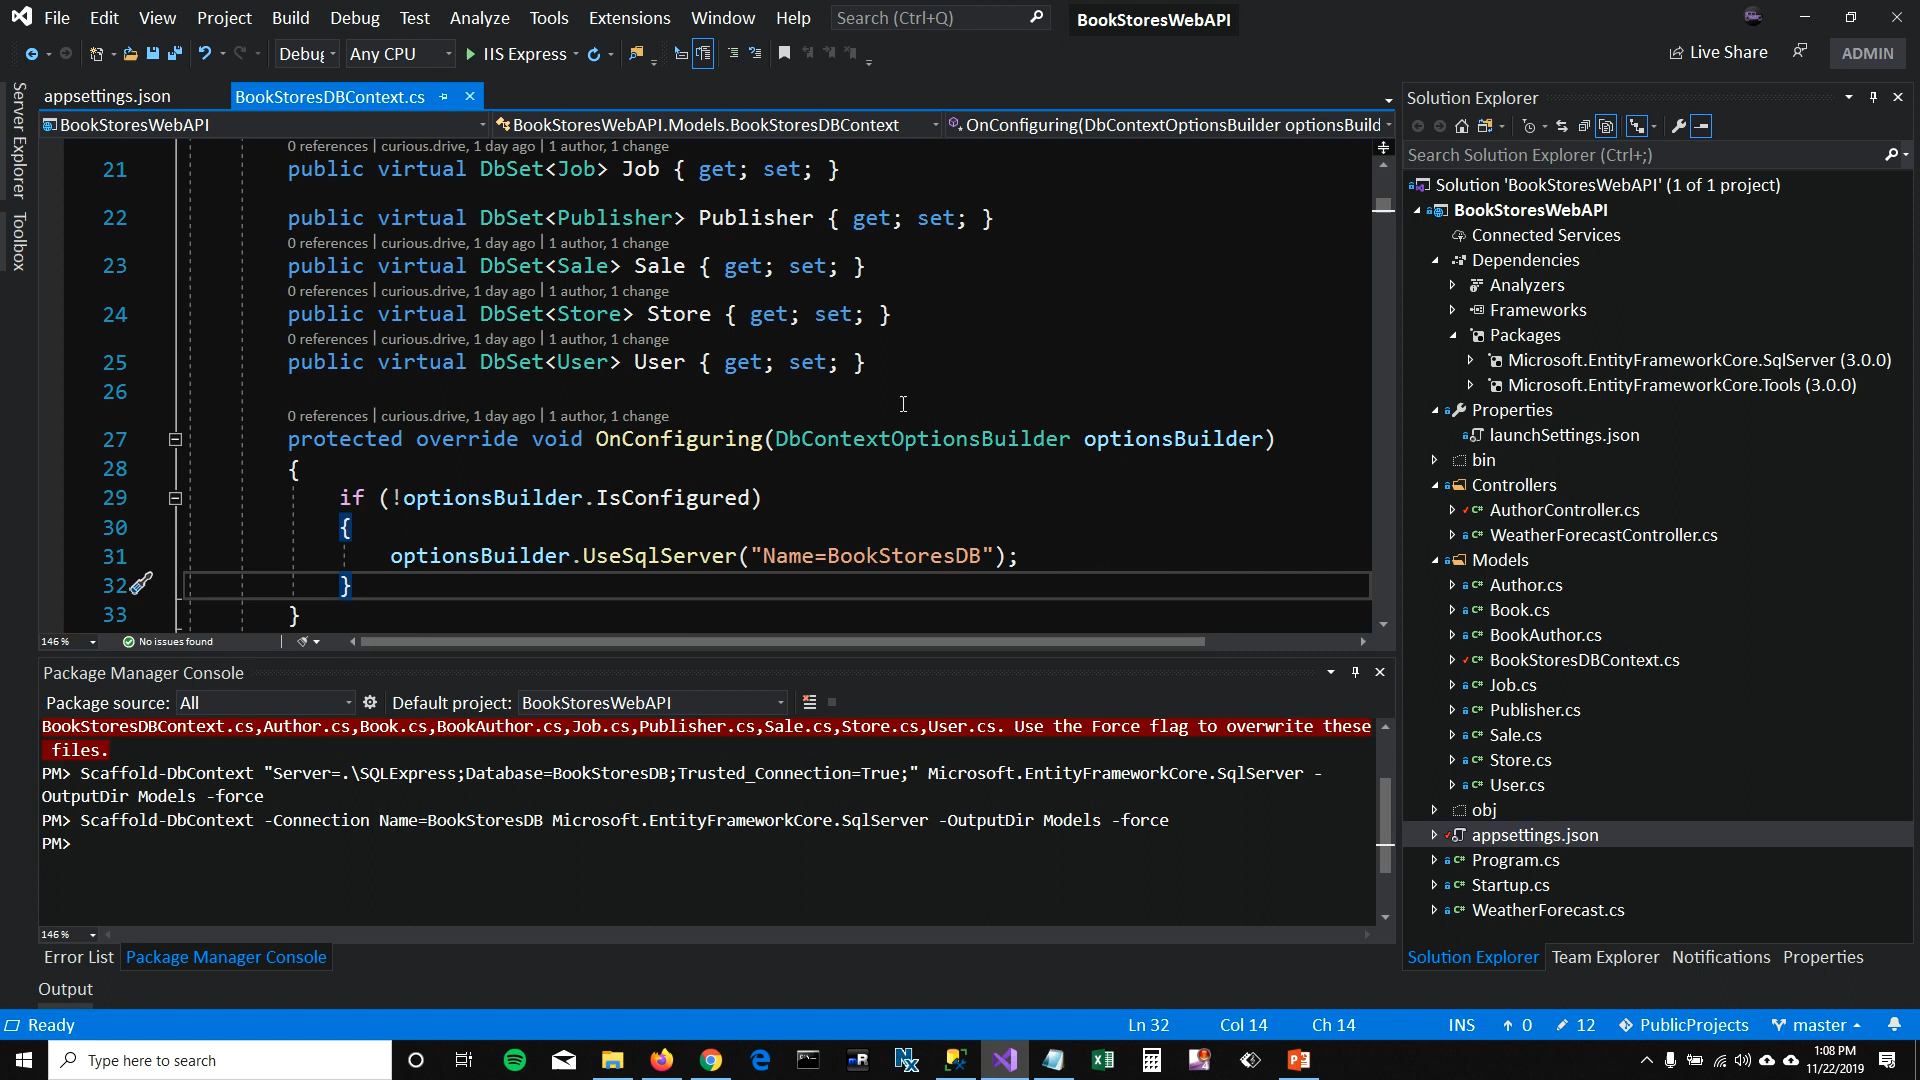 File Edit View Project Build Debug Test Analyze Tools Extensions Window Help Search (Ctrl+Q) BookStoresWebAPI
Debug Any CPU IIS Express Live Share ADMIN
Server Explorer
Toolbox
appsettings.json BookStoresDBContext.cs
BookStoresWebAPI BookStoresWebAPI.Models.BookStoresDBContext OnConfiguring(DbContextOptionsBuilder optionsBuild
0 references | curious.drive, 1 day ago | 1 author, 1 change
21 public virtual DbSet<Job> Job { get; set; }
22 public virtual DbSet<Publisher> Publisher { get; set; }
0 references | curious.drive, 1 day ago | 1 author, 1 change
23 public virtual DbSet<Sale> Sale { get; set; }
0 references | curious.drive, 1 day ago | 1 author, 1 change
24 public virtual DbSet<Store> Store { get; set; }
0 references | curious.drive, 1 day ago | 1 author, 1 change
25 public virtual DbSet<User> User { get; set; }
26
0 references | curious.drive, 1 day ago | 1 author, 1 change
27 protected override void OnConfiguring(DbContextOptionsBuilder optionsBuilder)
28 {
29 if (!optionsBuilder.IsConfigured)
30 {
31 optionsBuilder.UseSqlServer("Name=BookStoresDB");
32 }
33 }
146 % No issues found
Package Manager Console
Package source: All Default project: BookStoresWebAPI
BookStoresDBContext.cs,Author.cs,Book.cs,BookAuthor.cs,Job.cs,Publisher.cs,Sale.cs,Store.cs,User.cs. Use the Force flag to overwrite these
files.
PM> Scaffold-DbContext "Server=.\SQLExpress;Database=BookStoresDB;Trusted_Connection=True;" Microsoft.EntityFrameworkCore.SqlServer -
OutputDir Models -force
PM> Scaffold-DbContext -Connection Name=BookStoresDB Microsoft.EntityFrameworkCore.SqlServer -OutputDir Models -force
PM>
146 %
Error List Package Manager Console
Output
Solution Explorer
Search Solution Explorer (Ctrl+;)
Solution 'BookStoresWebAPI' (1 of 1 project)
BookStoresWebAPI
Connected Services
Dependencies
Analyzers
Frameworks
Packages
Microsoft.EntityFrameworkCore.SqlServer (3.0.0)
Microsoft.EntityFrameworkCore.Tools (3.0.0)
Properties
launchSettings.json
bin
Controllers
AuthorController.cs
WeatherForecastController.cs
Models
Author.cs
Book.cs
BookAuthor.cs
BookStoresDBContext.cs
Job.cs
Publisher.cs
Sale.cs
Store.cs
User.cs
obj
appsettings.json
Program.cs
Startup.cs
WeatherForecast.cs
Solution Explorer Team Explorer Notifications Properties
Ready Ln 32 Col 14 Ch 14 INS 0 12 PublicProjects master
Type here to search
1:08 PM
11/22/2019